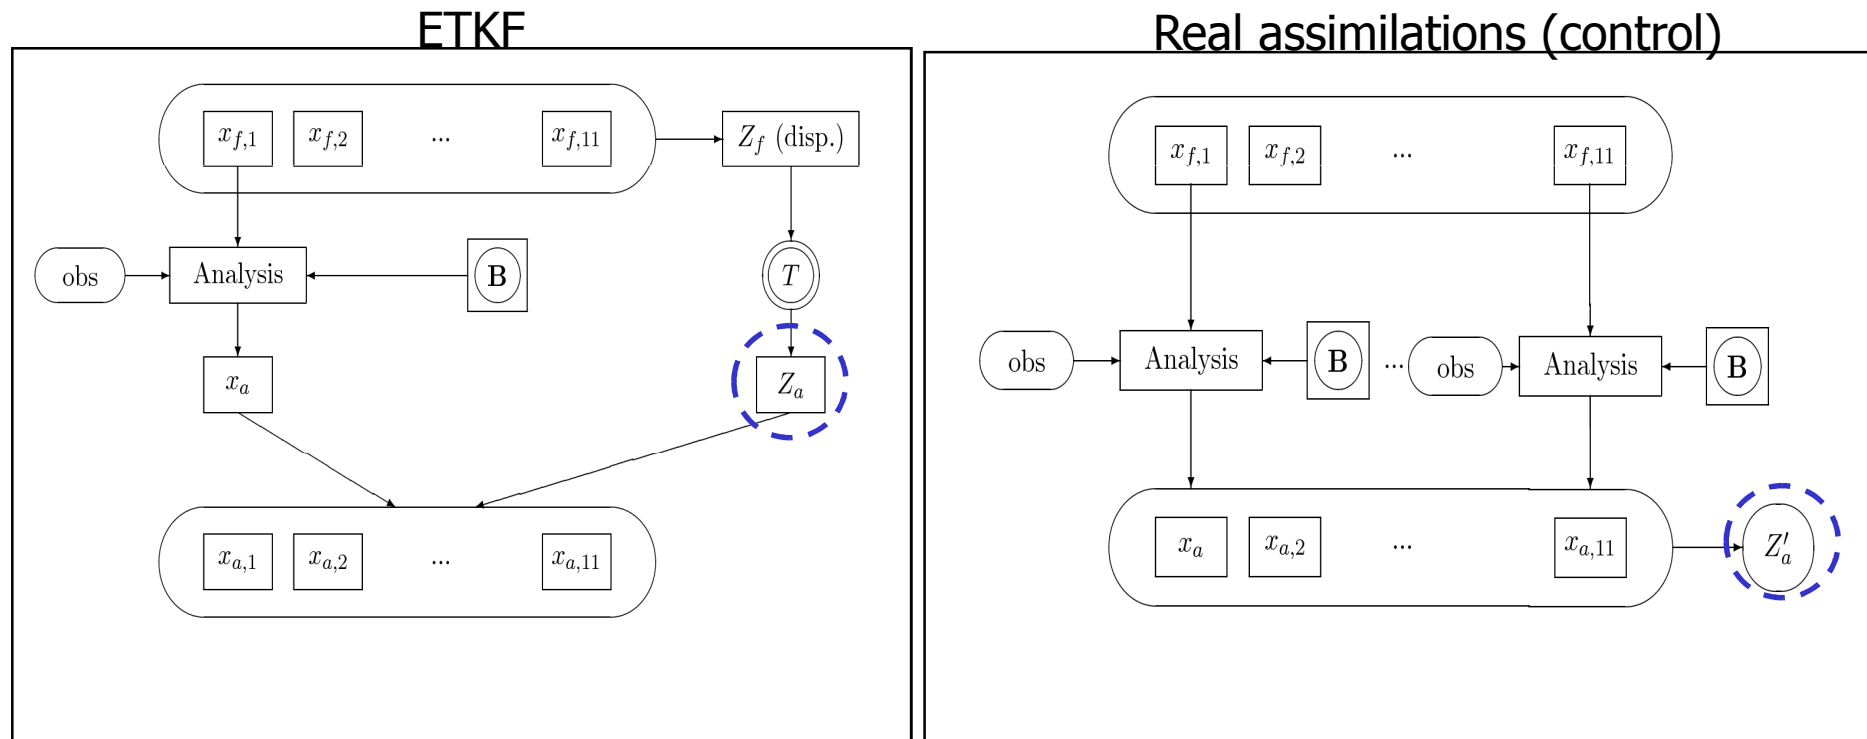 ETKF
x_{f,1} x_{f,2} ... x_{f,11} Z_f (disp.)
obs Analysis B T
x_a Z_a
x_{a,1} x_{a,2} ... x_{a,11}
Real assimilations (control)
x_{f,1} x_{f,2} ... x_{f,11}
obs Analysis B ... obs Analysis B
x_a x_{a,2} ... x_{a,11} Z'_a